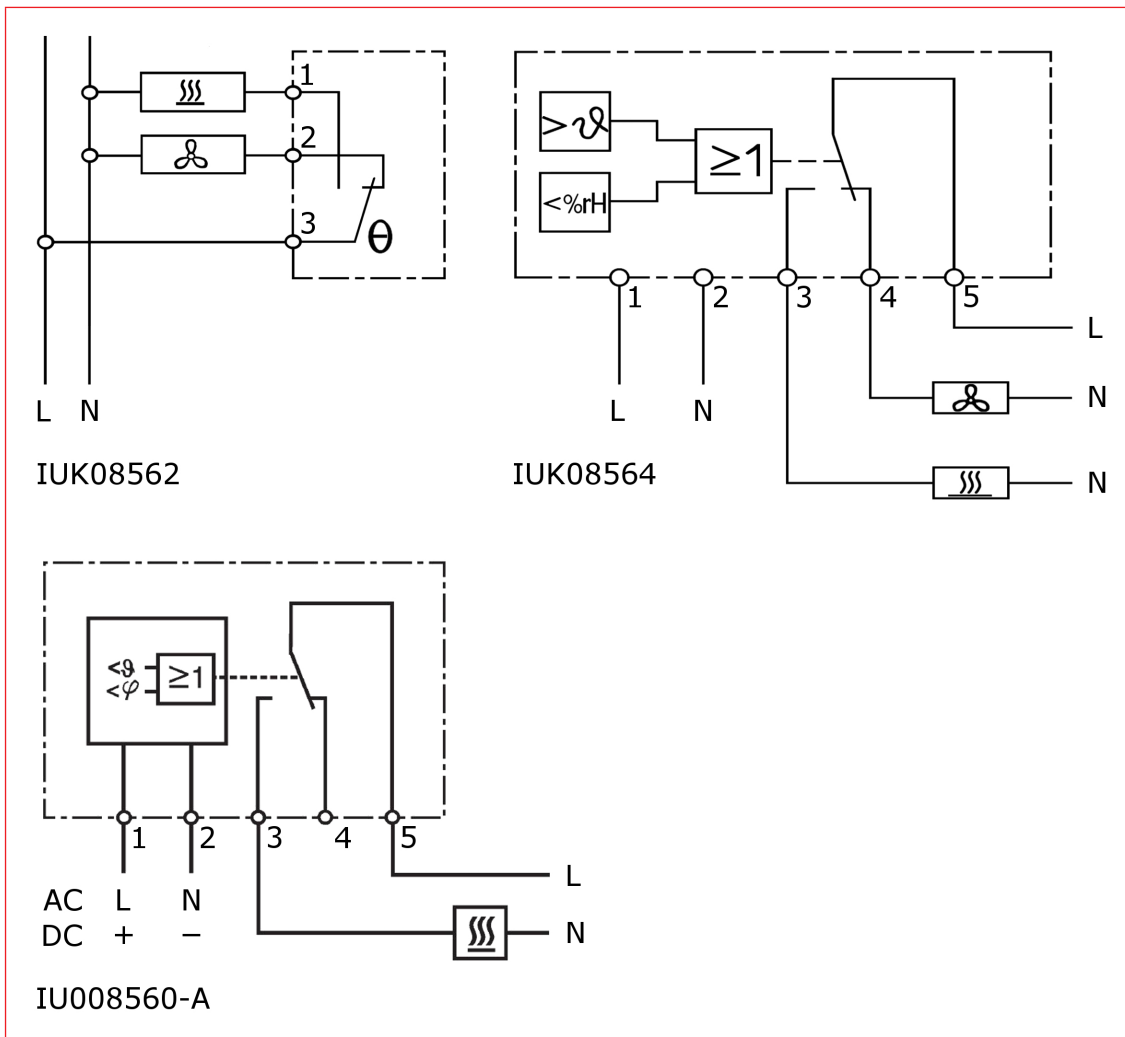 1
2
3
θ
L N
IUK08562
>ϑ
<%rH
≥1
1 2 3 4 5
L
N
L N
N
IUK08564
<ϑ
<φ
≥1
1 2 3 4 5
L
AC L N
N
DC + −
IU008560-A